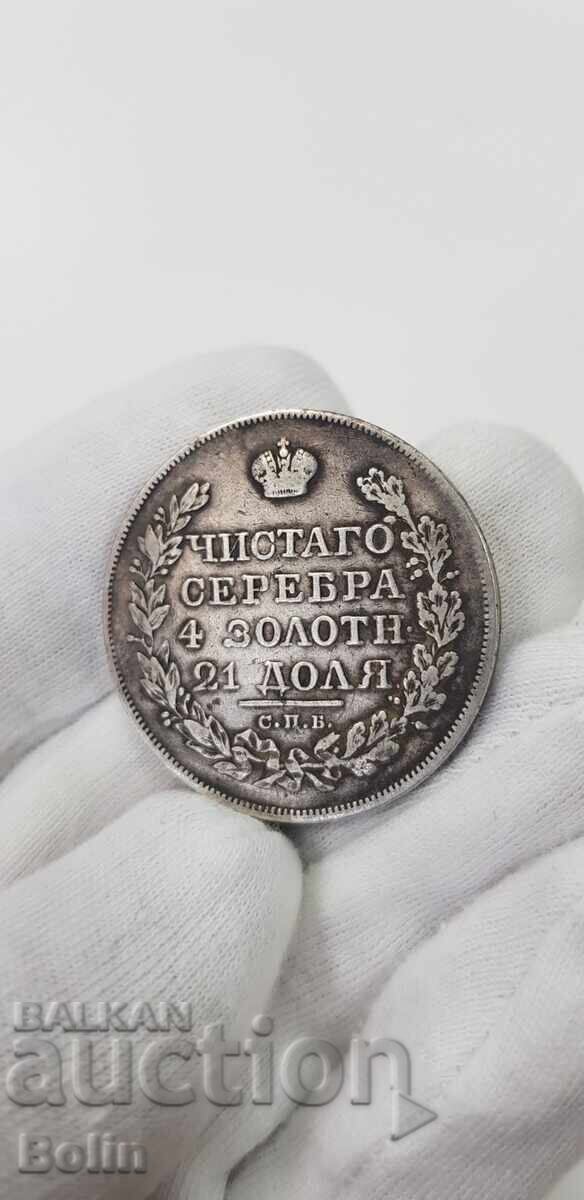 ЧИСТАГО
СЕРЕБРА
4 ЗОЛОТН.
21 ДОЛЯ
С.П.Б.
BALKAN
auction
Bolin